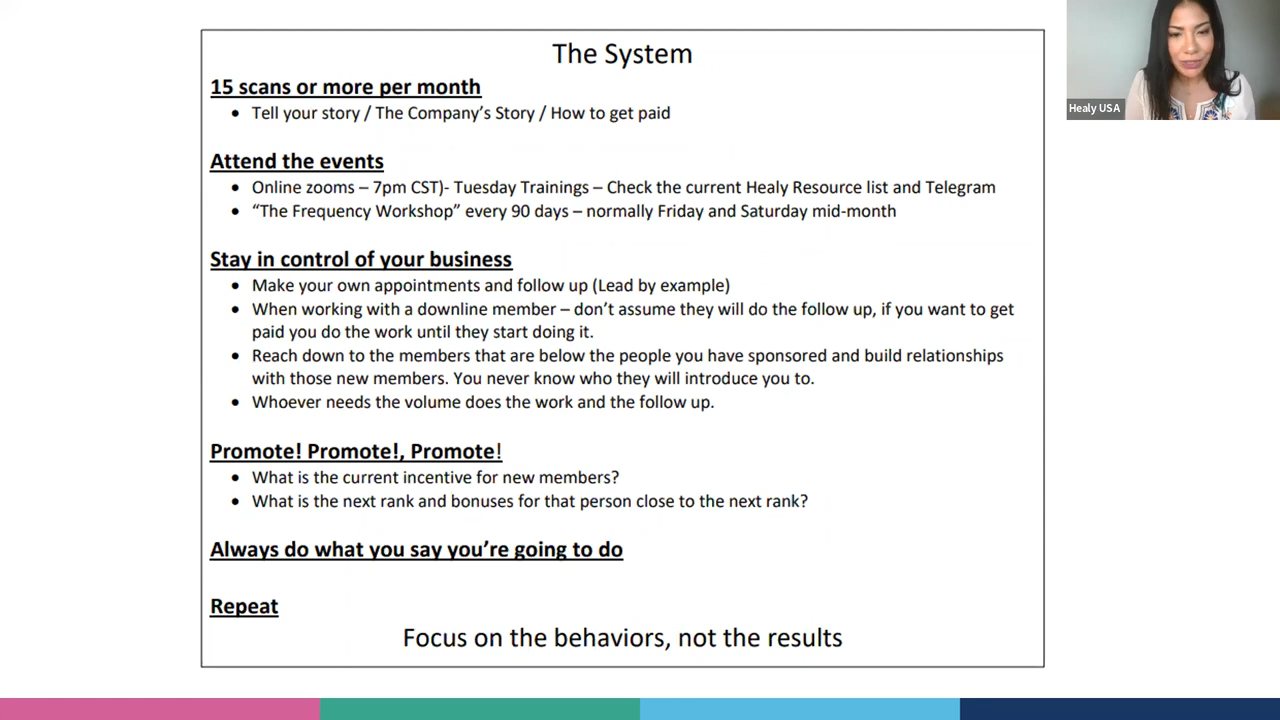 The System
15 scans or more per month
• Tell your story / The Company's Story / How to get paid
Attend the events
• Online zooms – 7pm CST)- Tuesday Trainings – Check the current Healy Resource list and Telegram
• “The Frequency Workshop” every 90 days – normally Friday and Saturday mid-month
Stay in control of your business
• Make your own appointments and follow up (Lead by example)
• When working with a downline member – don't assume they will do the follow up, if you want to get
paid you do the work until they start doing it.
• Reach down to the members that are below the people you have sponsored and build relationships
with those new members. You never know who they will introduce you to.
• Whoever needs the volume does the work and the follow up.
Promote! Promote!, Promote!
• What is the current incentive for new members?
• What is the next rank and bonuses for that person close to the next rank?
Always do what you say you're going to do
Repeat
Focus on the behaviors, not the results
Healy USA